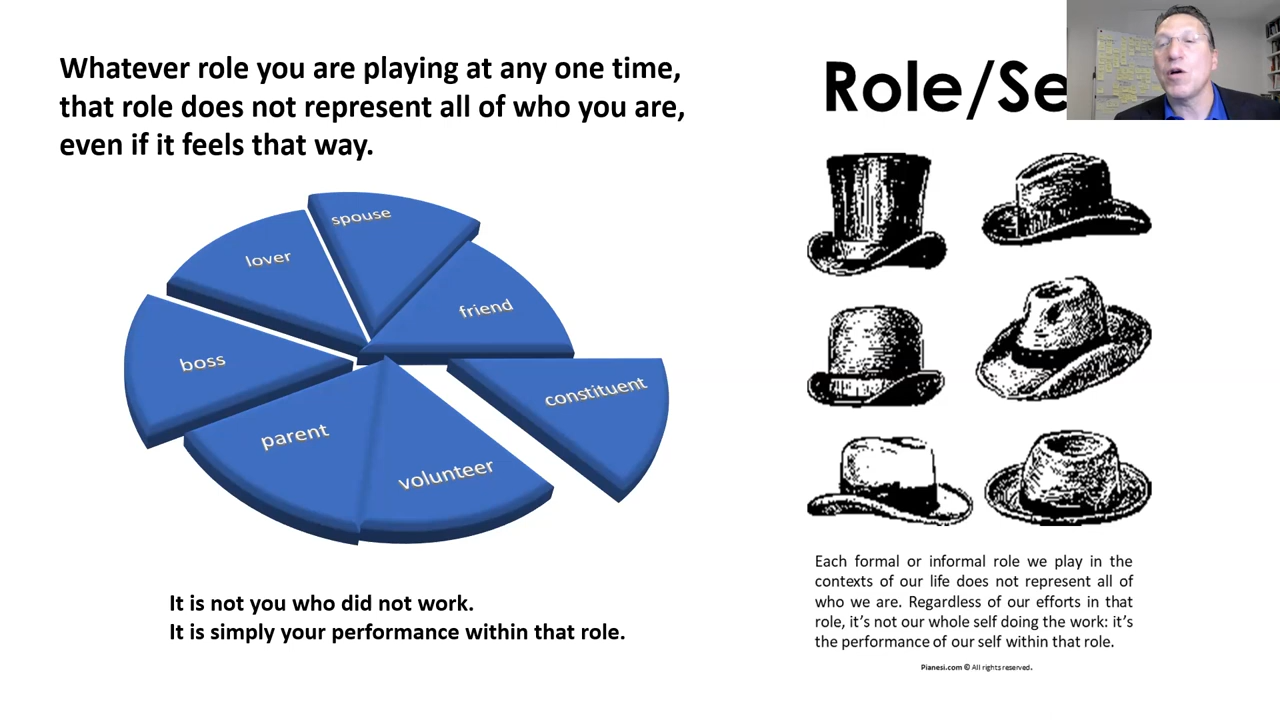 Whatever role you are playing at any one time,
that role does not represent all of who you are,
even if it feels that way.
spouse
lover
friend
boss
constituent
parent
volunteer
It is not you who did not work.
It is simply your performance within that role.
Role/Se
Each formal or informal role we play in the
contexts of our life does not represent all of
who we are. Regardless of our efforts in that
role, it’s not our whole self doing the work: it’s
the performance of our self within that role.
Pianesi.com © All rights reserved.